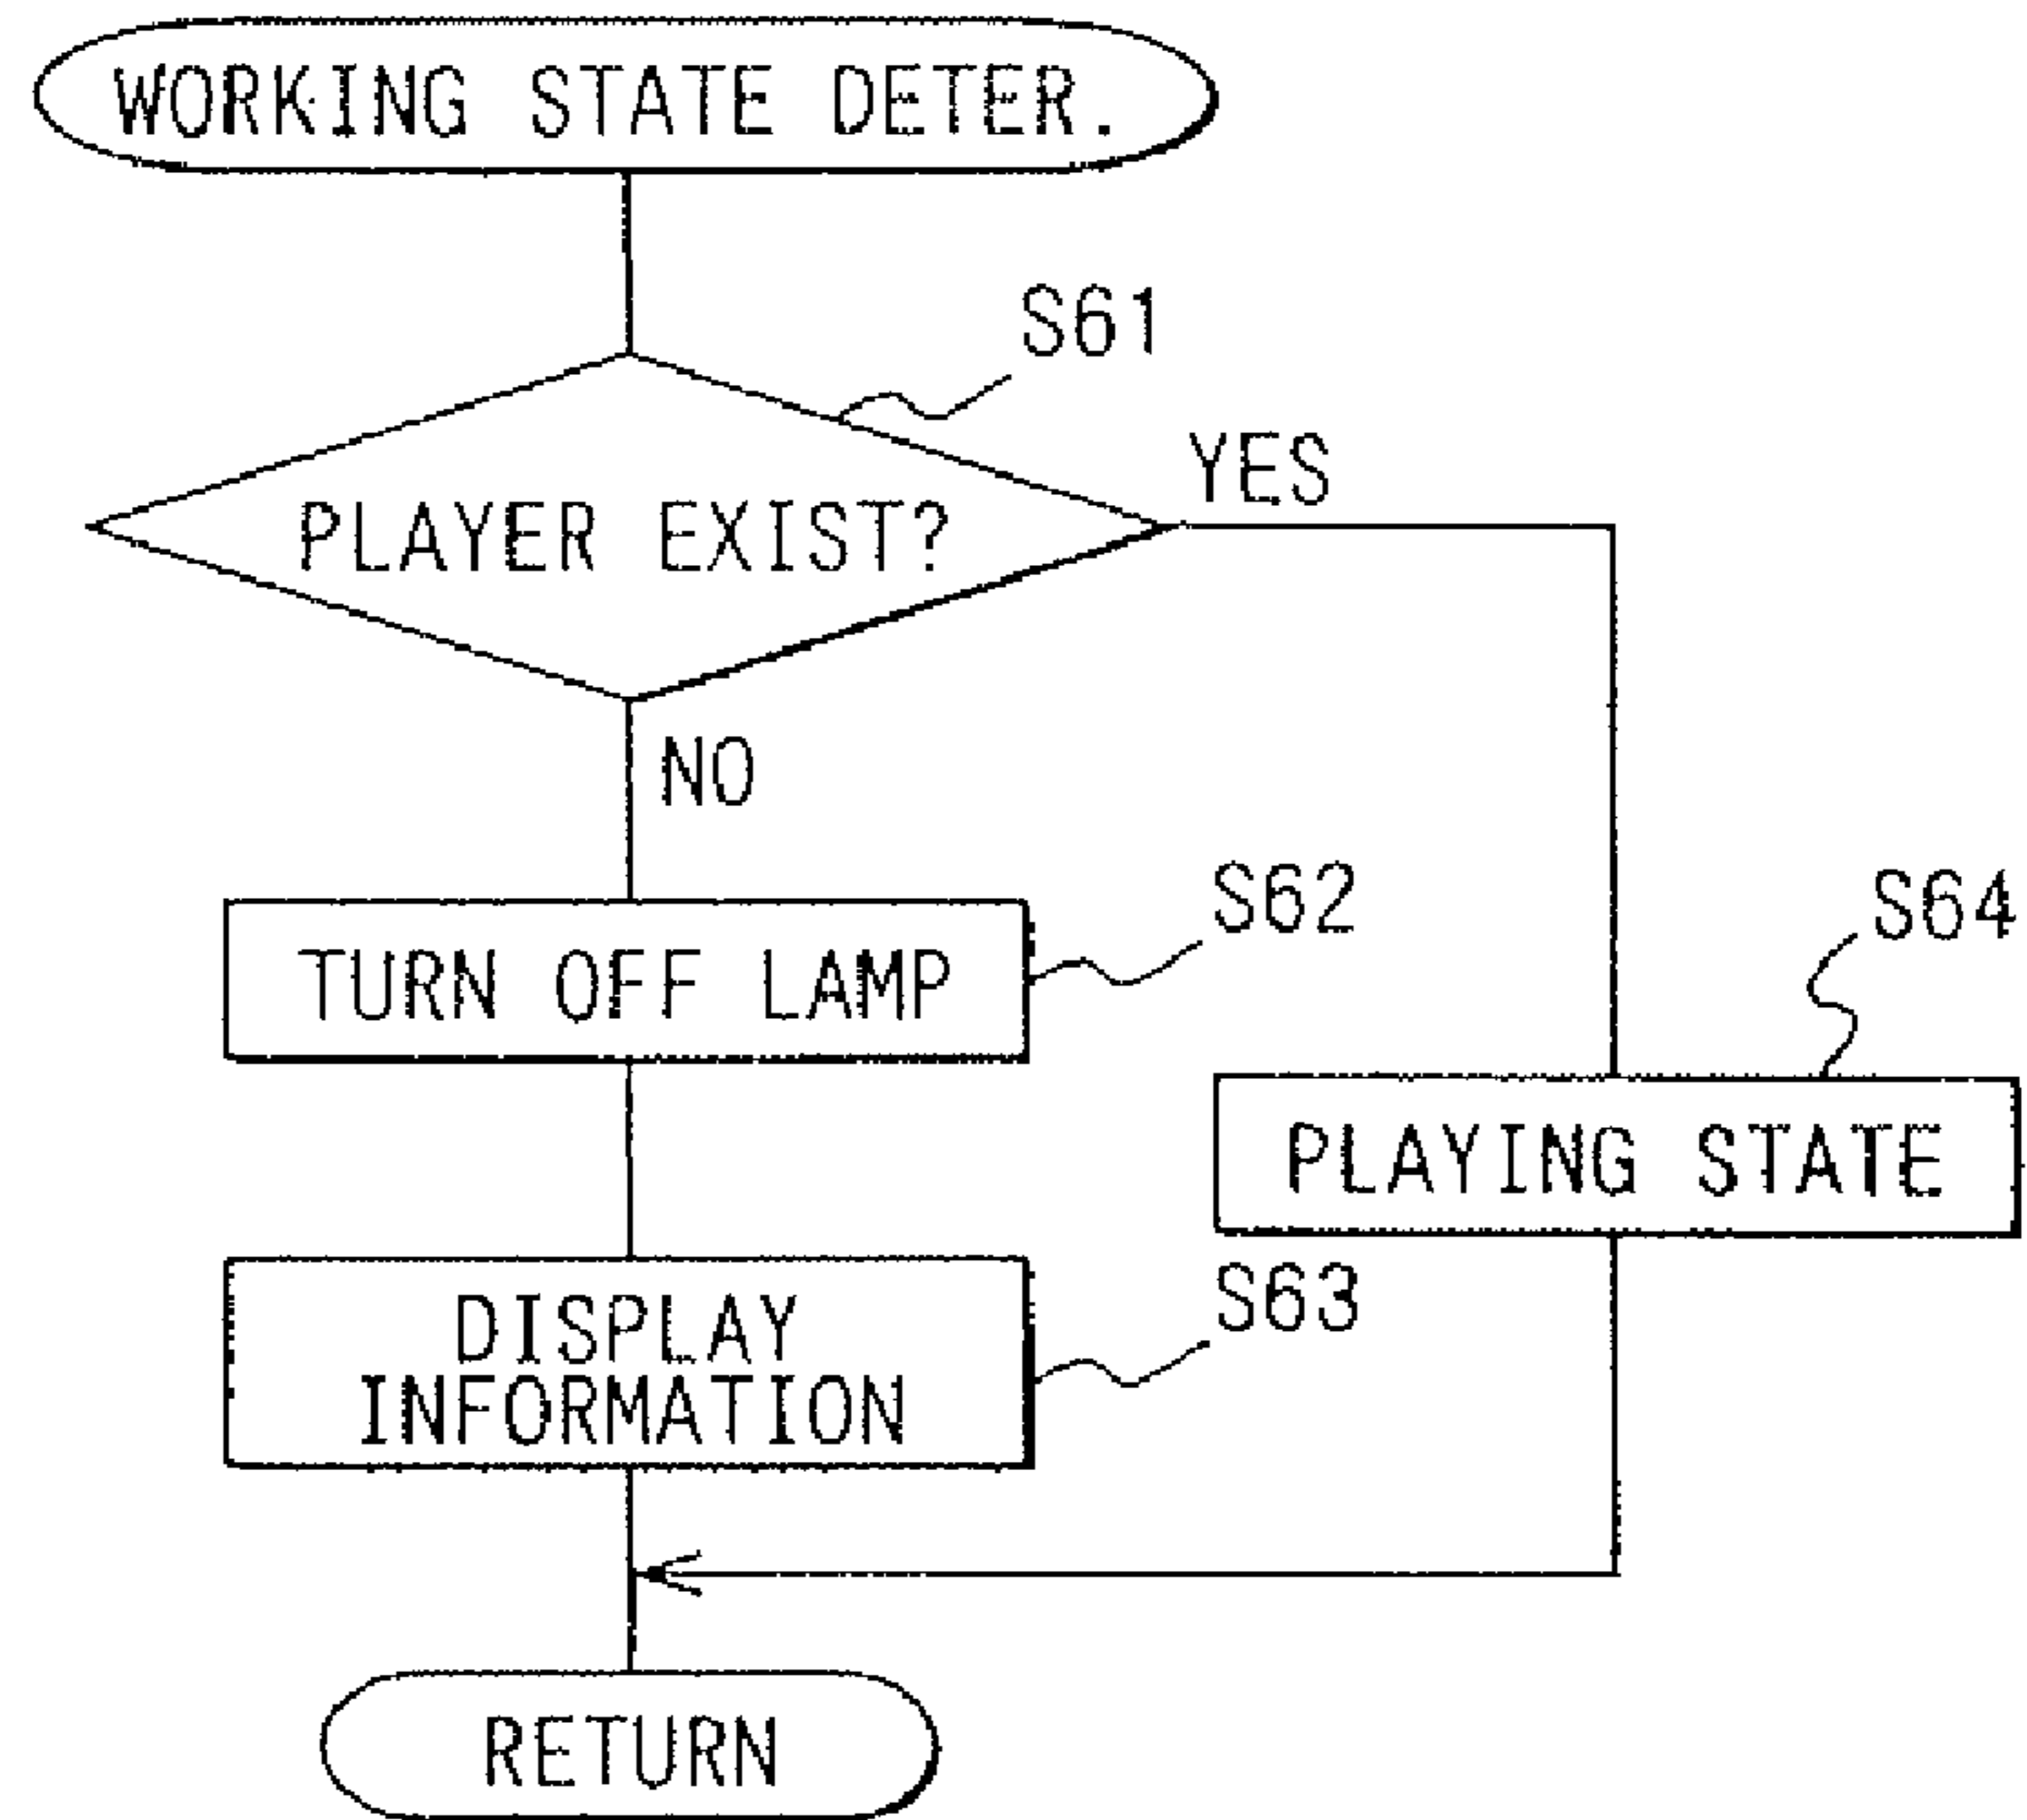 WORKING STATE DETER.
S61
YES
PLAYER EXIST?
NO
S62
TURN OFF LAMP
S64
PLAYING STATE
S63
DISPLAY
INFORMATION
RETURN